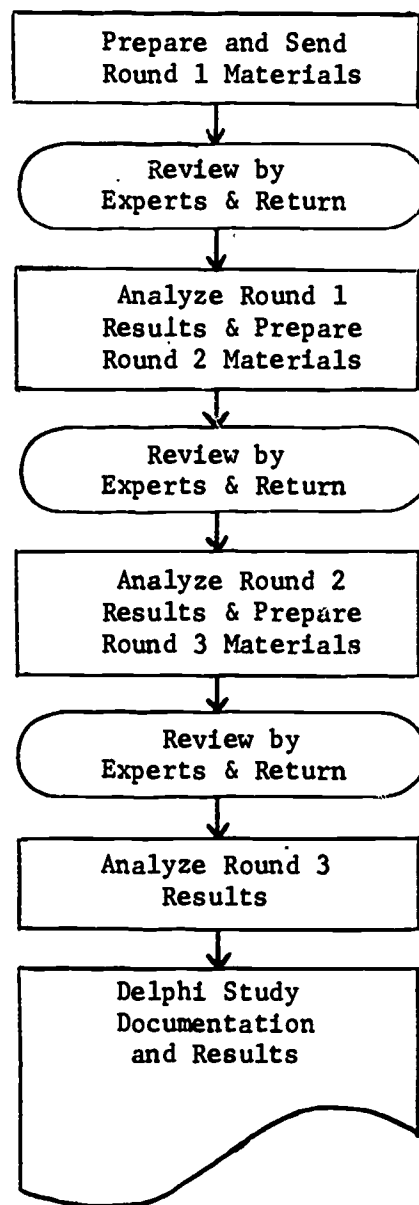 Prepare and Send
Round 1 Materials
Review by
Experts & Return
Analyze Round 1
Results & Prepare
Round 2 Materials
Review by
Experts & Return
Analyze Round 2
Results & Prepare
Round 3 Materials
Review by
Experts & Return
Analyze Round 3
Results
Delphi Study
Documentation
and Results